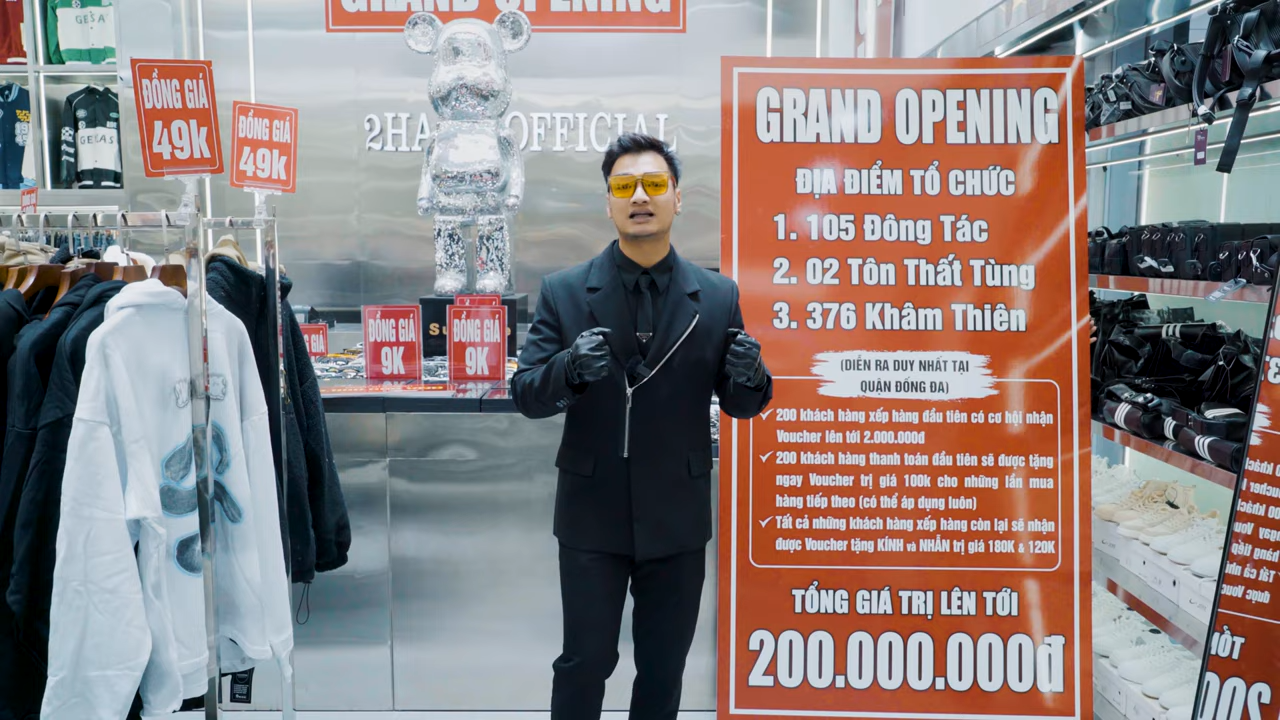 GRAND OPENING
GESA
GESAS
ĐỒNG GIÁ
49k
ĐỒNG GIÁ
49k
OFFICIAL
ĐỒNG GIÁ
9K
ĐỒNG GIÁ
9K
GIÁ
GRAND OPENING
ĐỊA ĐIỂM TỔ CHỨC
1. 105 Đông Tác
2. 02 Tôn Thất Tùng
3. 376 Khâm Thiên
(DIỄN RA DUY NHẤT TẠI
QUẬN ĐỐNG ĐA)
200 khách hàng xếp hàng đầu tiên có cơ hội nhận
Voucher lên tới 2.000.000đ
200 khách hàng thanh toán đầu tiên sẽ được tặng
ngay Voucher trị giá 100k cho những lần mua
hàng tiếp theo (có thể áp dụng luôn)
Tất cả những khách hàng xếp hàng còn lại sẽ nhận
được Voucher tặng KÍNH và NHẪN trị giá 180K & 120K
TỔNG GIÁ TRỊ LÊN TỚI
200.000.000đ